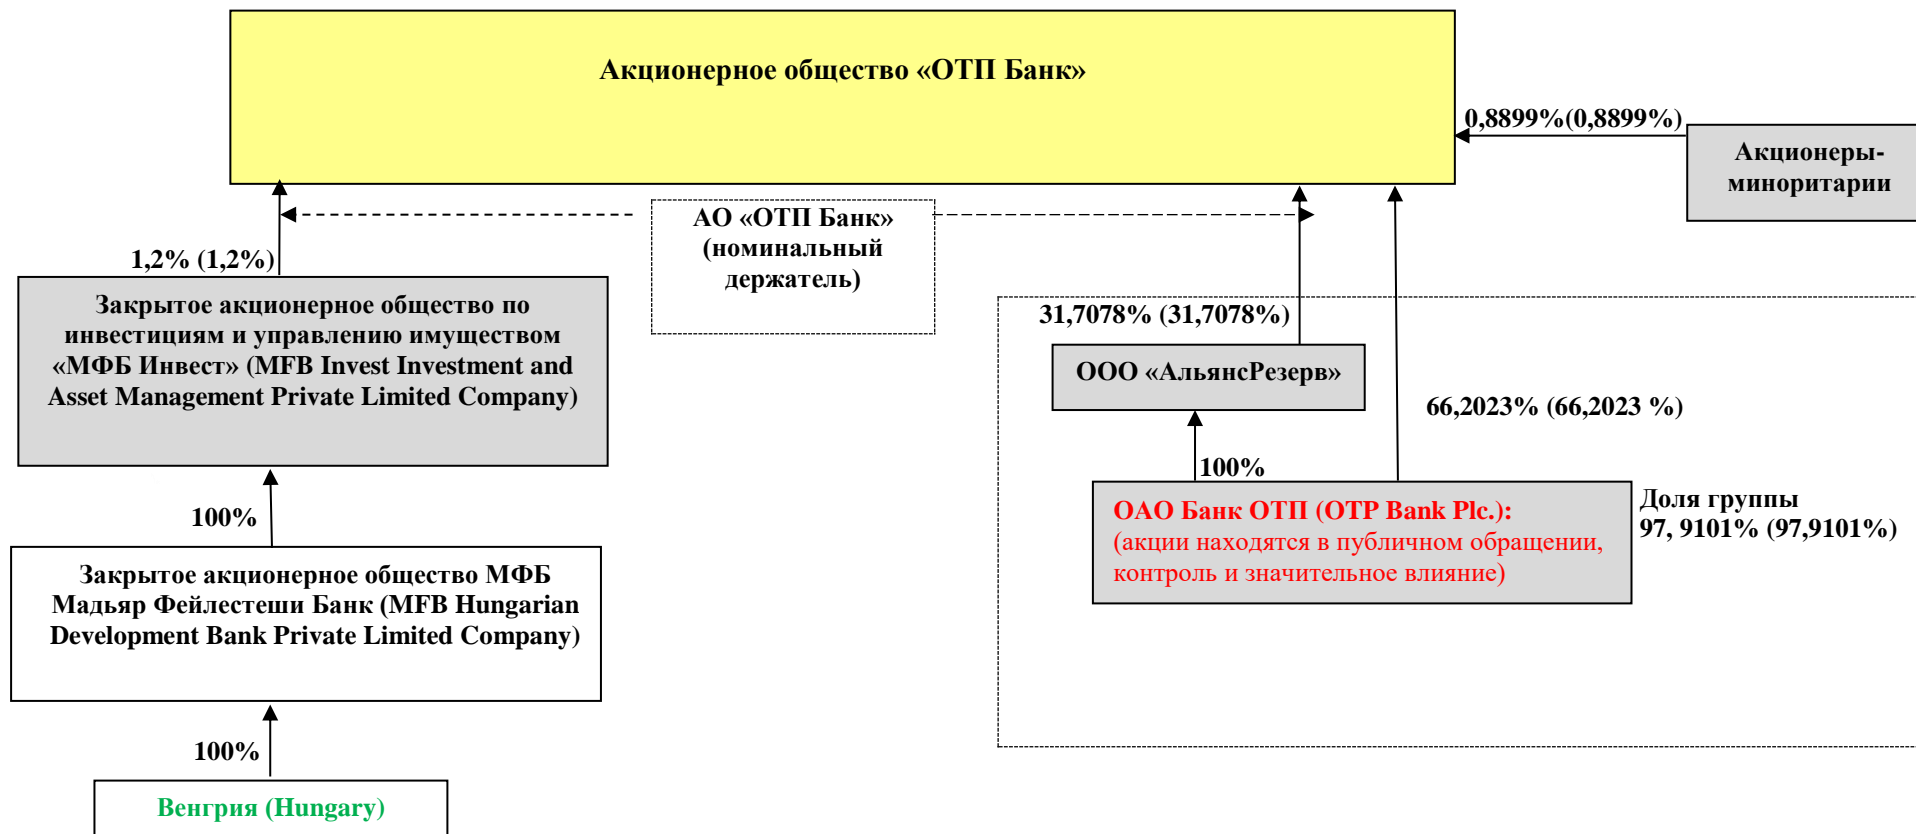 Акционерное общество «ОТП Банк»
0,8899%(0,8899%)
Акционеры-
миноритарии
АО «ОТП Банк»
(номинальный
держатель)
1,2% (1,2%)
Закрытое акционерное общество по
инвестициям и управлению имуществом
«МФБ Инвест» (MFB Invest Investment and
Asset Management Private Limited Company)
31,7078% (31,7078%)
ООО «АльянсРезерв»
66,2023% (66,2023 %)
100%
ОАО Банк ОТП (OTP Bank Plc.):
(акции находятся в публичном обращении,
контроль и значительное влияние)
Доля группы
97, 9101% (97,9101%)
100%
Закрытое акционерное общество МФБ
Мадьяр Фейлестеши Банк (MFB Hungarian
Development Bank Private Limited Company)
100%
Венгрия (Hungary)